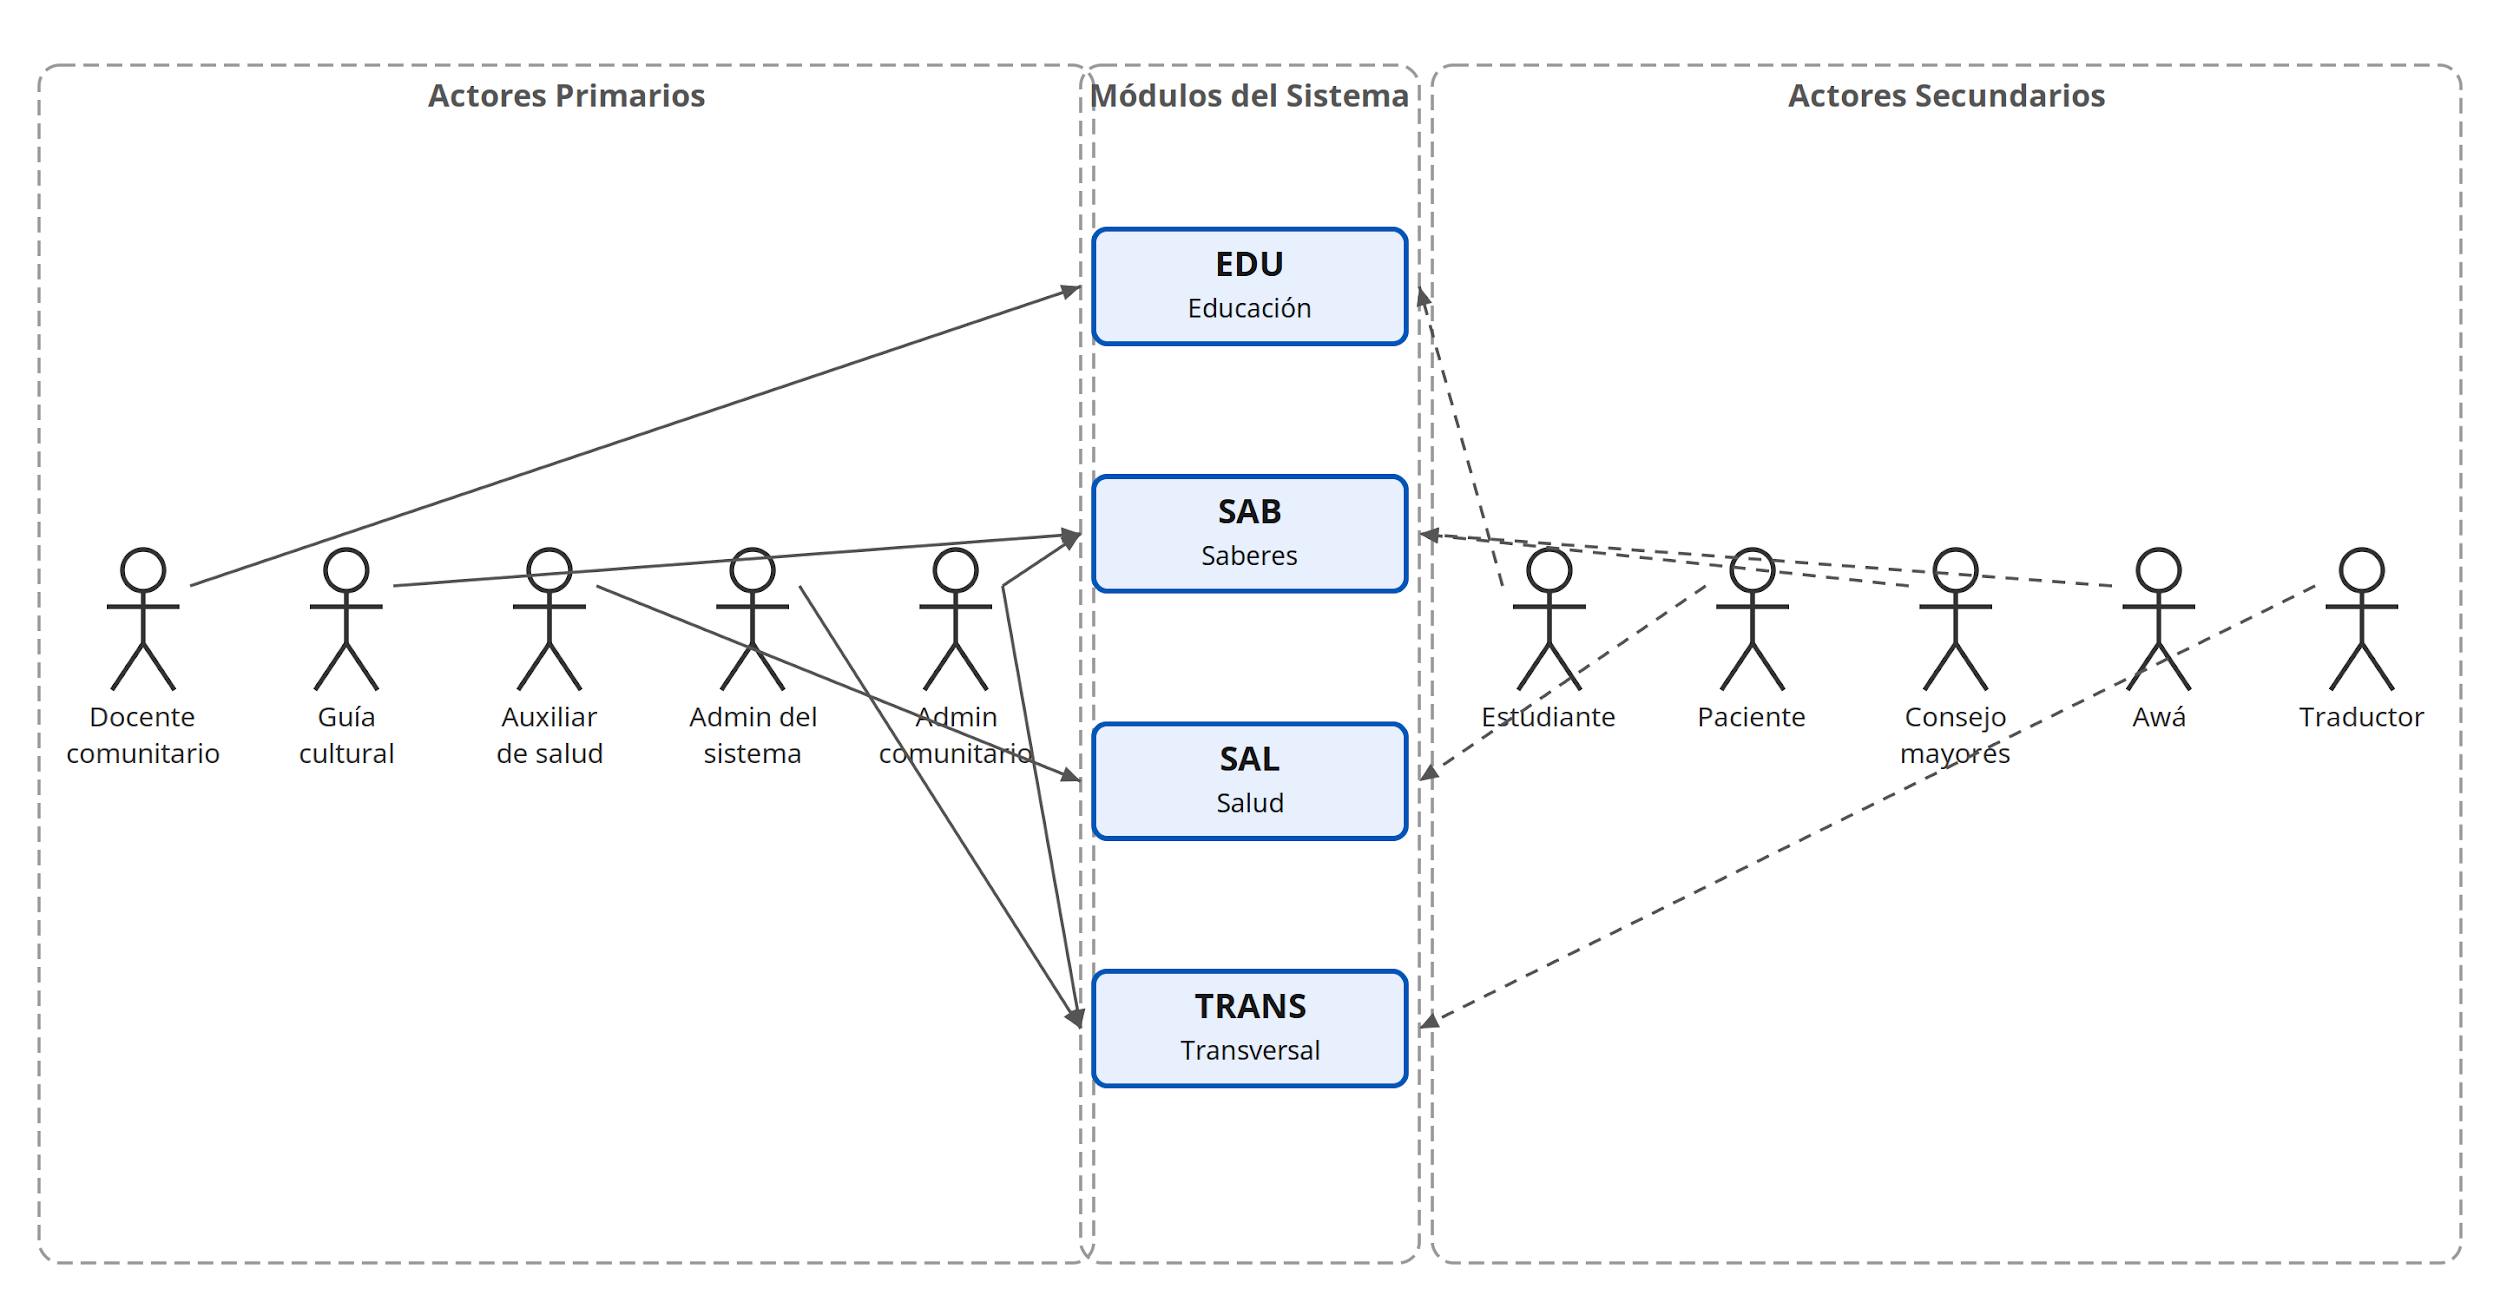 Actores Primarios
Módulos del Sistema
Actores Secundarios
EDU
Educación
SAB
Saberes
SAL
Salud
TRANS
Transversal
Docente
comunitario
Guía
cultural
Auxiliar
de salud
Admin del
sistema
Admin
comunitario
Estudiante
Paciente
Consejo
mayores
Awá
Traductor